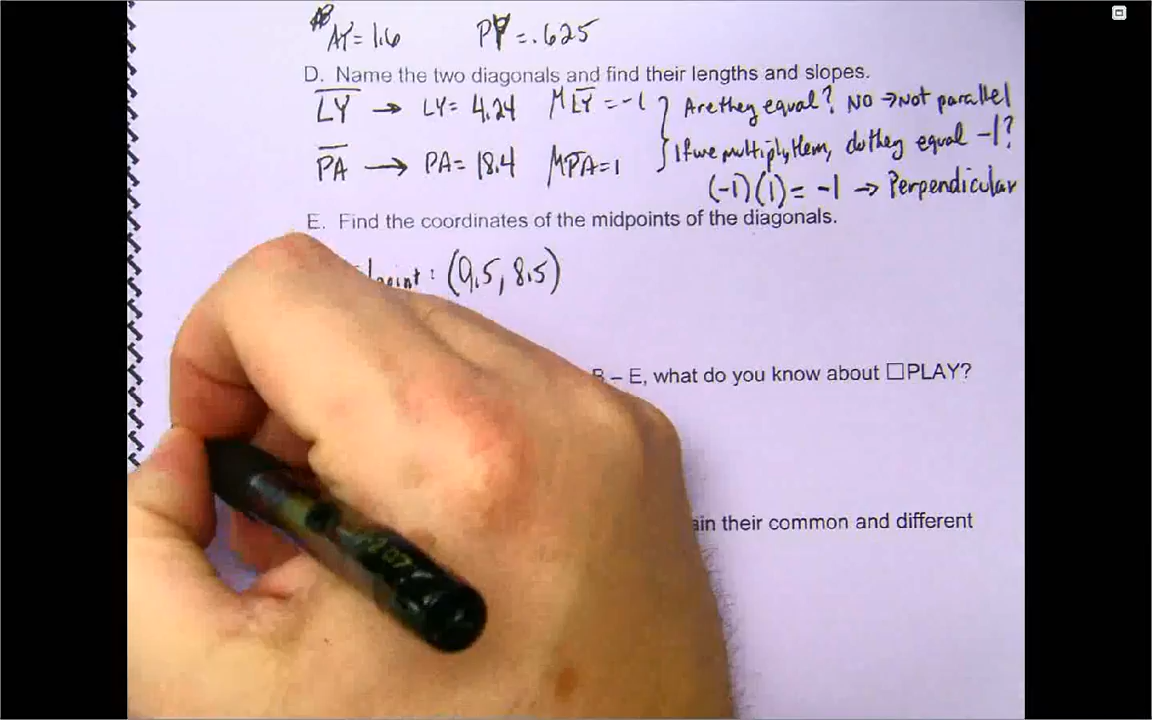 AY = 1.6 PY = .625
D. Name the two diagonals and find their lengths and slopes.
LY → LY = 4.24 MLY = -1 Are they equal? NO → Not parallel
PA → PA = 18.4 MPA = 1 If we multiply them, do they equal -1?
(-1)(1) = -1 → Perpendicular
E. Find the coordinates of the midpoints of the diagonals.
: (9.5, 8.5)
– E, what do you know about □PLAY?
their common and different